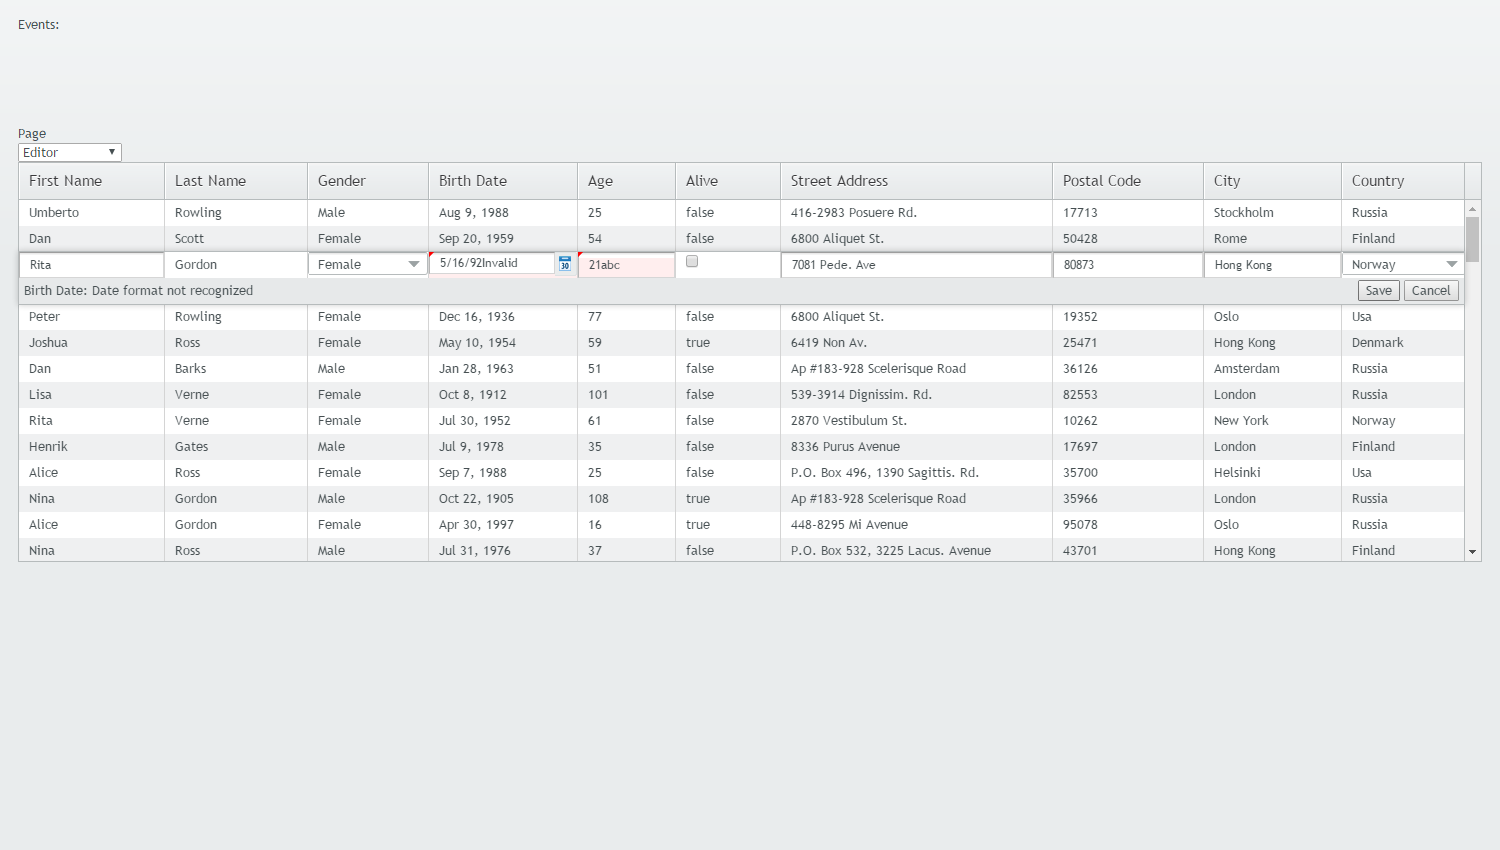 Events:
Page
Editor
First Name Last Name Gender Birth Date Age Alive Street Address Postal Code City Country
Umberto Rowling Male Aug 9, 1988 25 false 416-2983 Posuere Rd. 17713 Stockholm Russia
Dan Scott Female Sep 20, 1959 54 false 6800 Aliquet St. 50428 Rome Finland
Rita Gordon Female 5/16/92Invalid 30 21abc 7081 Pede. Ave 80873 Hong Kong Norway
Birth Date: Date format not recognized Save Cancel
Peter Rowling Female Dec 16, 1936 77 false 6800 Aliquet St. 19352 Oslo Usa
Joshua Ross Female May 10, 1954 59 true 6419 Non Av. 25471 Hong Kong Denmark
Dan Barks Male Jan 28, 1963 51 false Ap #183-928 Scelerisque Road 36126 Amsterdam Russia
Lisa Verne Female Oct 8, 1912 101 false 539-3914 Dignissim. Rd. 82553 London Russia
Rita Verne Female Jul 30, 1952 61 false 2870 Vestibulum St. 10262 New York Norway
Henrik Gates Male Jul 9, 1978 35 false 8336 Purus Avenue 17697 London Finland
Alice Ross Female Sep 7, 1988 25 false P.O. Box 496, 1390 Sagittis. Rd. 35700 Helsinki Usa
Nina Gordon Male Oct 22, 1905 108 true Ap #183-928 Scelerisque Road 35966 London Russia
Alice Gordon Female Apr 30, 1997 16 true 448-8295 Mi Avenue 95078 Oslo Russia
Nina Ross Male Jul 31, 1976 37 false P.O. Box 532, 3225 Lacus. Avenue 43701 Hong Kong Finland